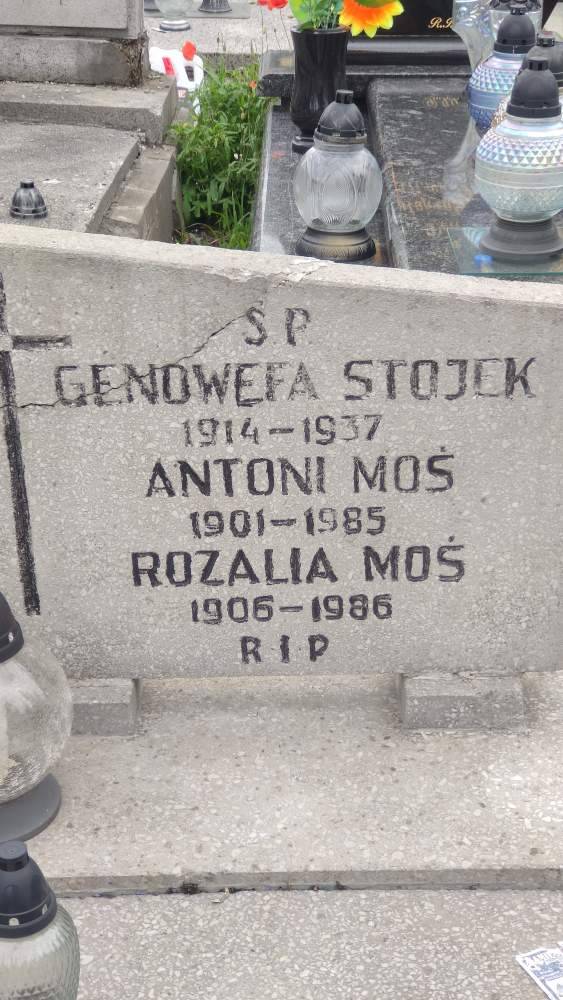 Ś P
GENOWEFA STOJEK
1914-1937
ANTONI MOŚ
1901-1985
ROZALIA MOŚ
1906-1986
R I P